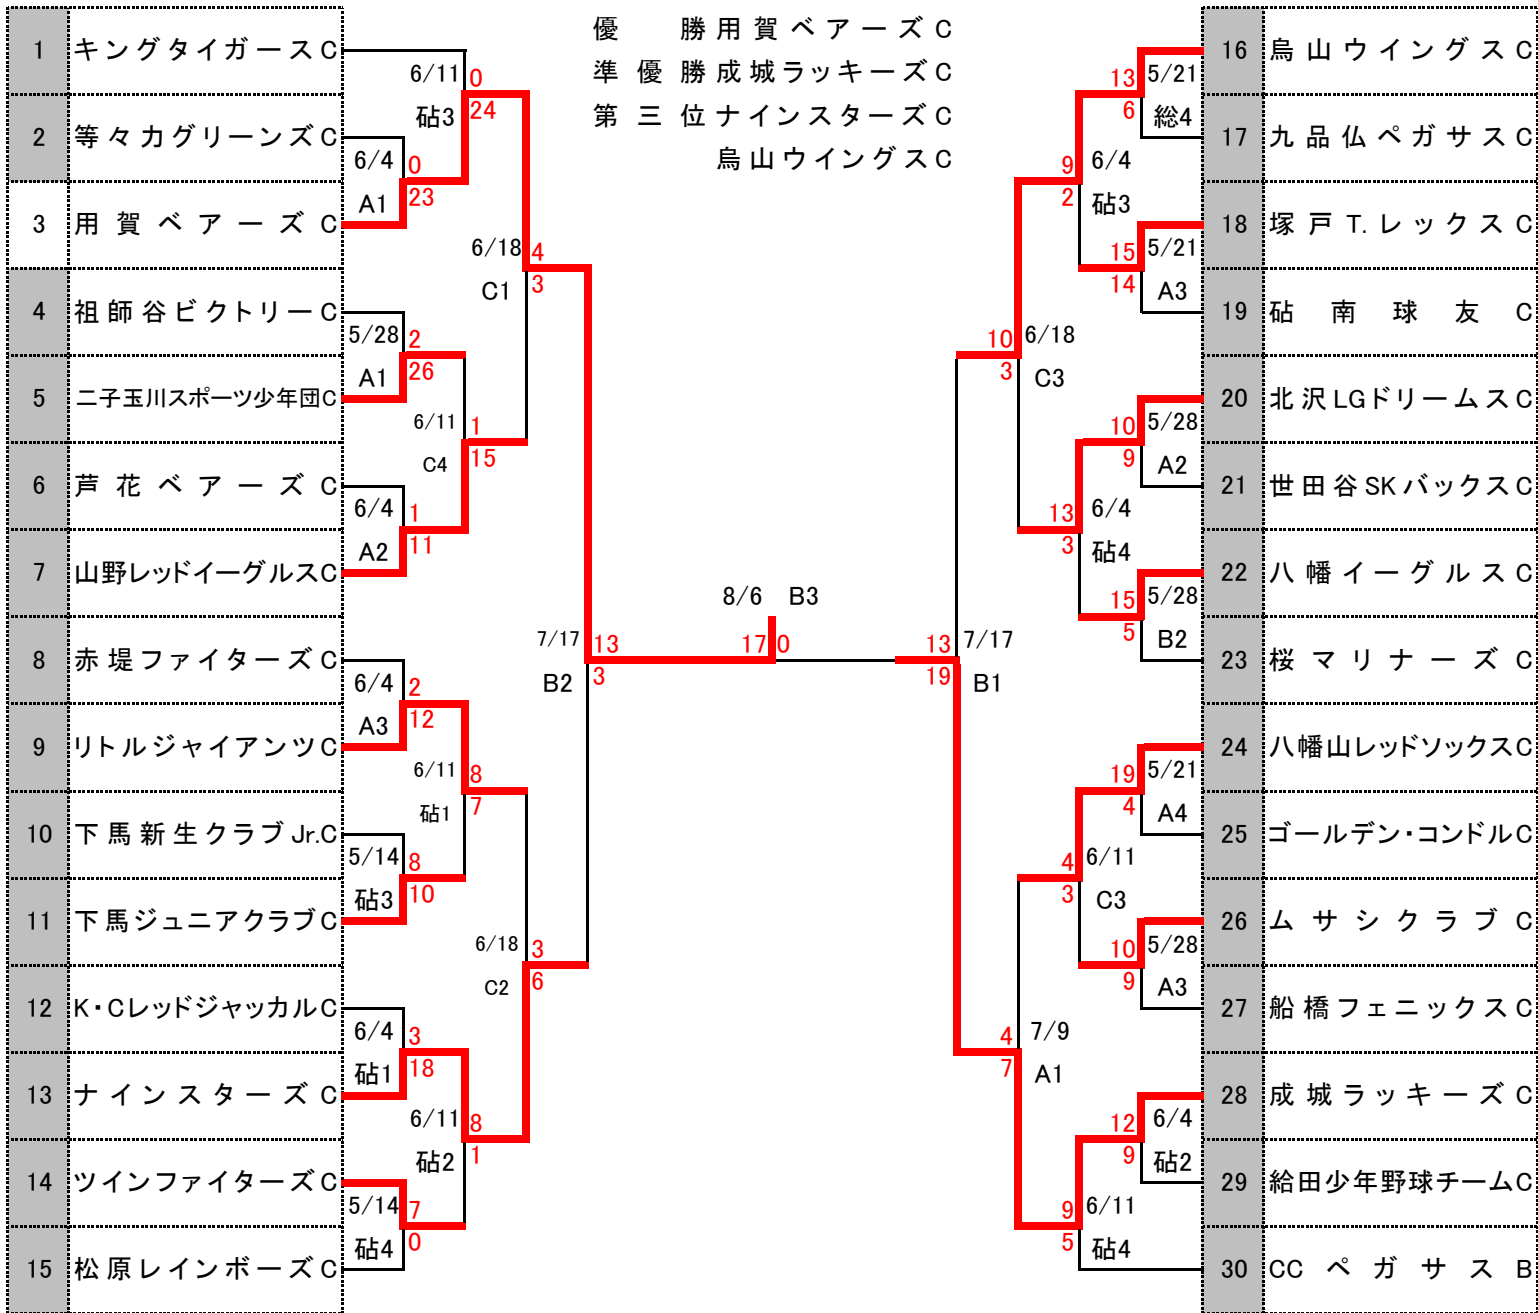 優勝用賀ベアーズC
準優勝成城ラッキーズC
第三位ナインスターズC
烏山ウイングスC
1 キングタイガースC
6/11 0
砧3 24
2 等々力グリーンズC
6/4 0
A1 23
3 用賀ベアーズC
6/18 4
C1 3
4 祖師谷ビクトリーC
5/28 2
A1 26
5 二子玉川スポーツ少年団C
6/11 1
C4 15
6 芦花ベアーズC
6/4 1
A2 11
7 山野レッドイーグルスC
7/17 13
B2 3
8 赤堤ファイターズC
6/4 2
A3 12
9 リトルジャイアンツC
6/11 8
砧1 7
10 下馬新生クラブJr.C
5/14 8
砧3 10
11 下馬ジュニアクラブC
6/18 3
C2 6
12 K・CレッドジャッカルC
6/4 3
砧1 18
13 ナインスターズC
6/11 8
砧2 1
14 ツインファイターズC
5/14 7
砧4 0
15 松原レインボーズC
8/6 B3
17 0
16 烏山ウイングスC
13 5/21
6 総4
17 九品仏ペガサスC
9 6/4
2 砧3
18 塚戸T.レックスC
15 5/21
14 A3
19 砧南球友C
10 6/18
3 C3
20 北沢LGドリームスC
10 5/28
9 A2
21 世田谷SKバックスC
13 6/4
3 砧4
22 八幡イーグルスC
15 5/28
5 B2
23 桜マリナーズC
13 7/17
19 B1
24 八幡山レッドソックスC
19 5/21
4 A4
25 ゴールデン・コンドルC
4 6/11
3 C3
26 ムサシクラブC
10 5/28
9 A3
27 船橋フェニックスC
4 7/9
7 A1
28 成城ラッキーズC
12 6/4
9 砧2
29 給田少年野球チームC
9 6/11
5 砧4
30 CCペガサスB